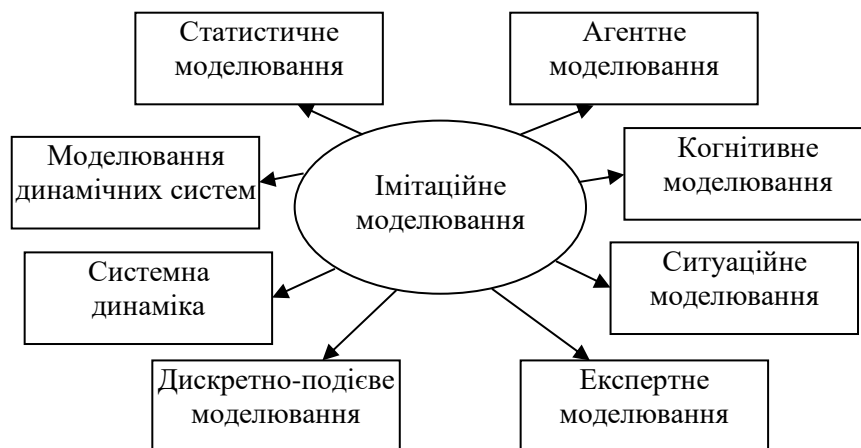 Статистичне
моделювання
Агентне
моделювання
Моделювання
динамічних систем
Імітаційне
моделювання
Когнітивне
моделювання
Системна
динаміка
Ситуаційне
моделювання
Дискретно-подієве
моделювання
Експертне
моделювання